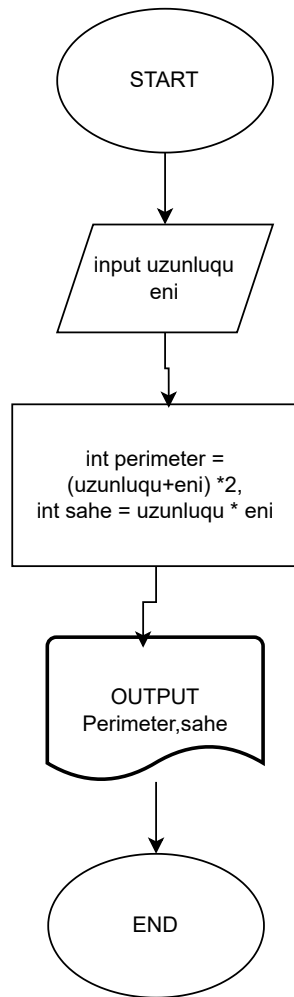 START
input uzunluqu
eni
int perimeter =
(uzunluqu+eni) *2,
int sahe = uzunluqu * eni
OUTPUT
Perimeter,sahe
END